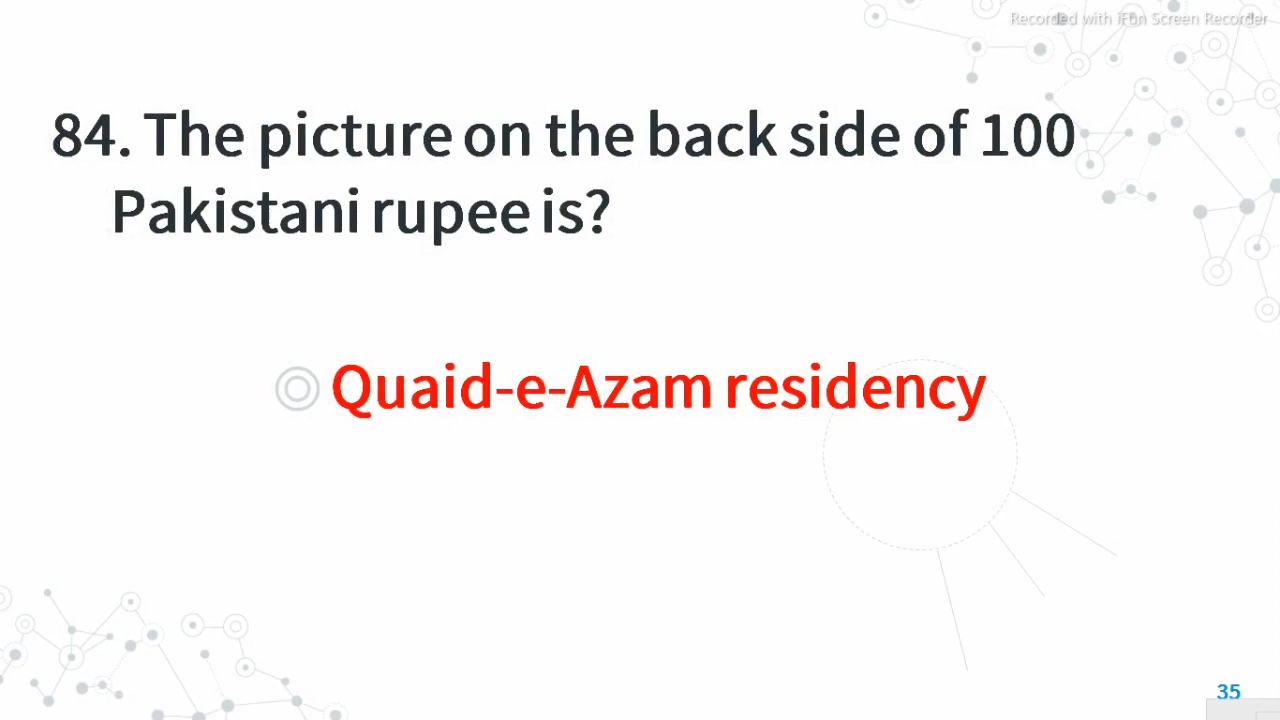 Recorded with iFun Screen Recorder
84. The picture on the back side of 100
Pakistani rupee is?
Quaid-e-Azam residency
35